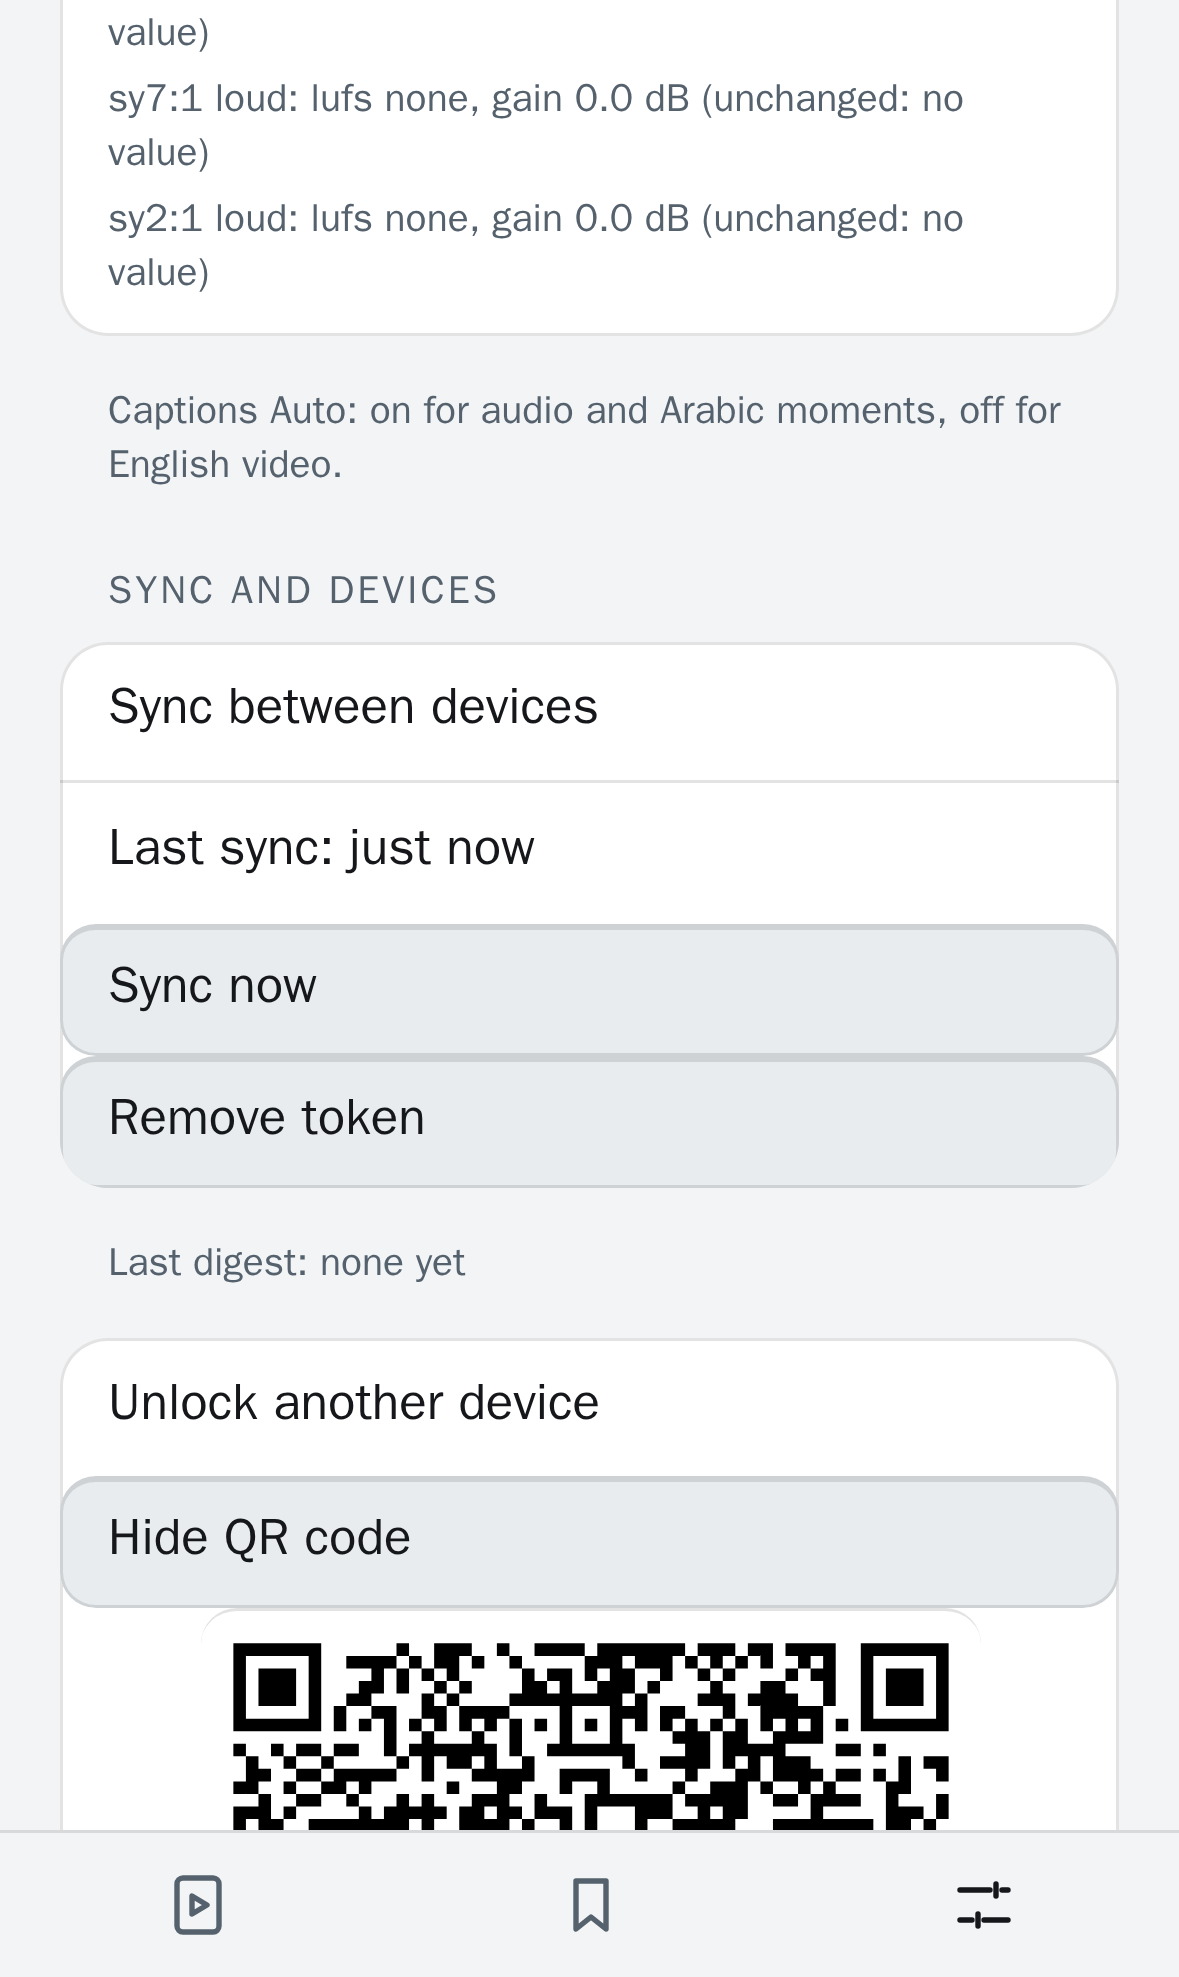 value)
sy7:1 loud: lufs none, gain 0.0 dB (unchanged: no
value)
sy2:1 loud: lufs none, gain 0.0 dB (unchanged: no
value)
Captions Auto: on for audio and Arabic moments, off for
English video.
SYNC AND DEVICES
Sync between devices
Last sync: just now
Sync now
Remove token
Last digest: none yet
Unlock another device
Hide QR code